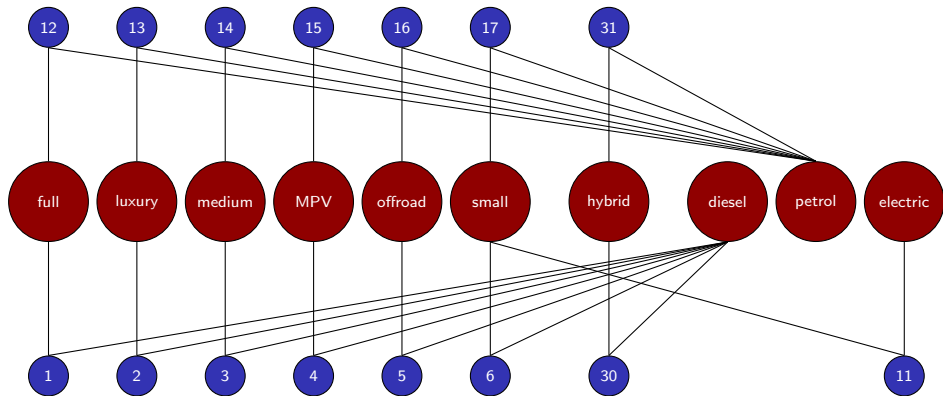 12 13 14 15 16 17 31
full luxury medium MPV offroad small hybrid diesel petrol electric
1 2 3 4 5 6 30 11